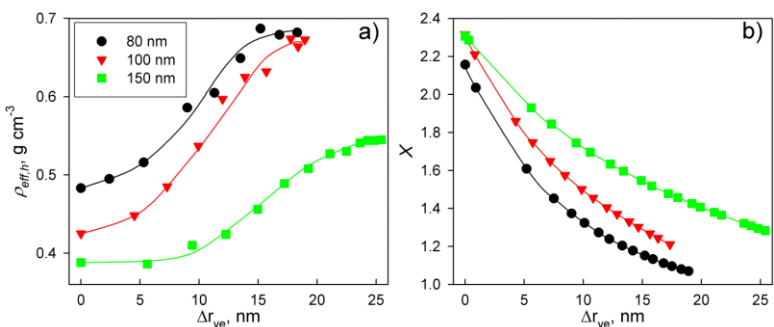 a)
80 nm
100 nm
150 nm
ρeff,h, g cm⁻³
0.7
0.6
0.5
0.4
0 5 10 15 20 25
Δrve, nm
b)
X
2.4
2.2
2.0
1.8
1.6
1.4
1.2
1.0
0 5 10 15 20 25
Δrve, nm